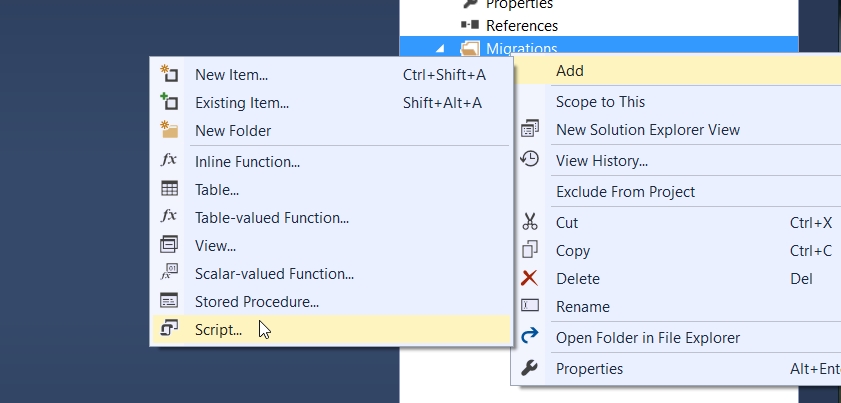 Properties
References
Migrations
New Item... Ctrl+Shift+A
Existing Item... Shift+Alt+A
New Folder
Inline Function...
Table...
Table-valued Function...
View...
Scalar-valued Function...
Stored Procedure...
Script...
Add
Scope to This
New Solution Explorer View
View History...
Exclude From Project
Cut Ctrl+X
Copy Ctrl+C
Delete Del
Rename
Open Folder in File Explorer
Properties Alt+Ent